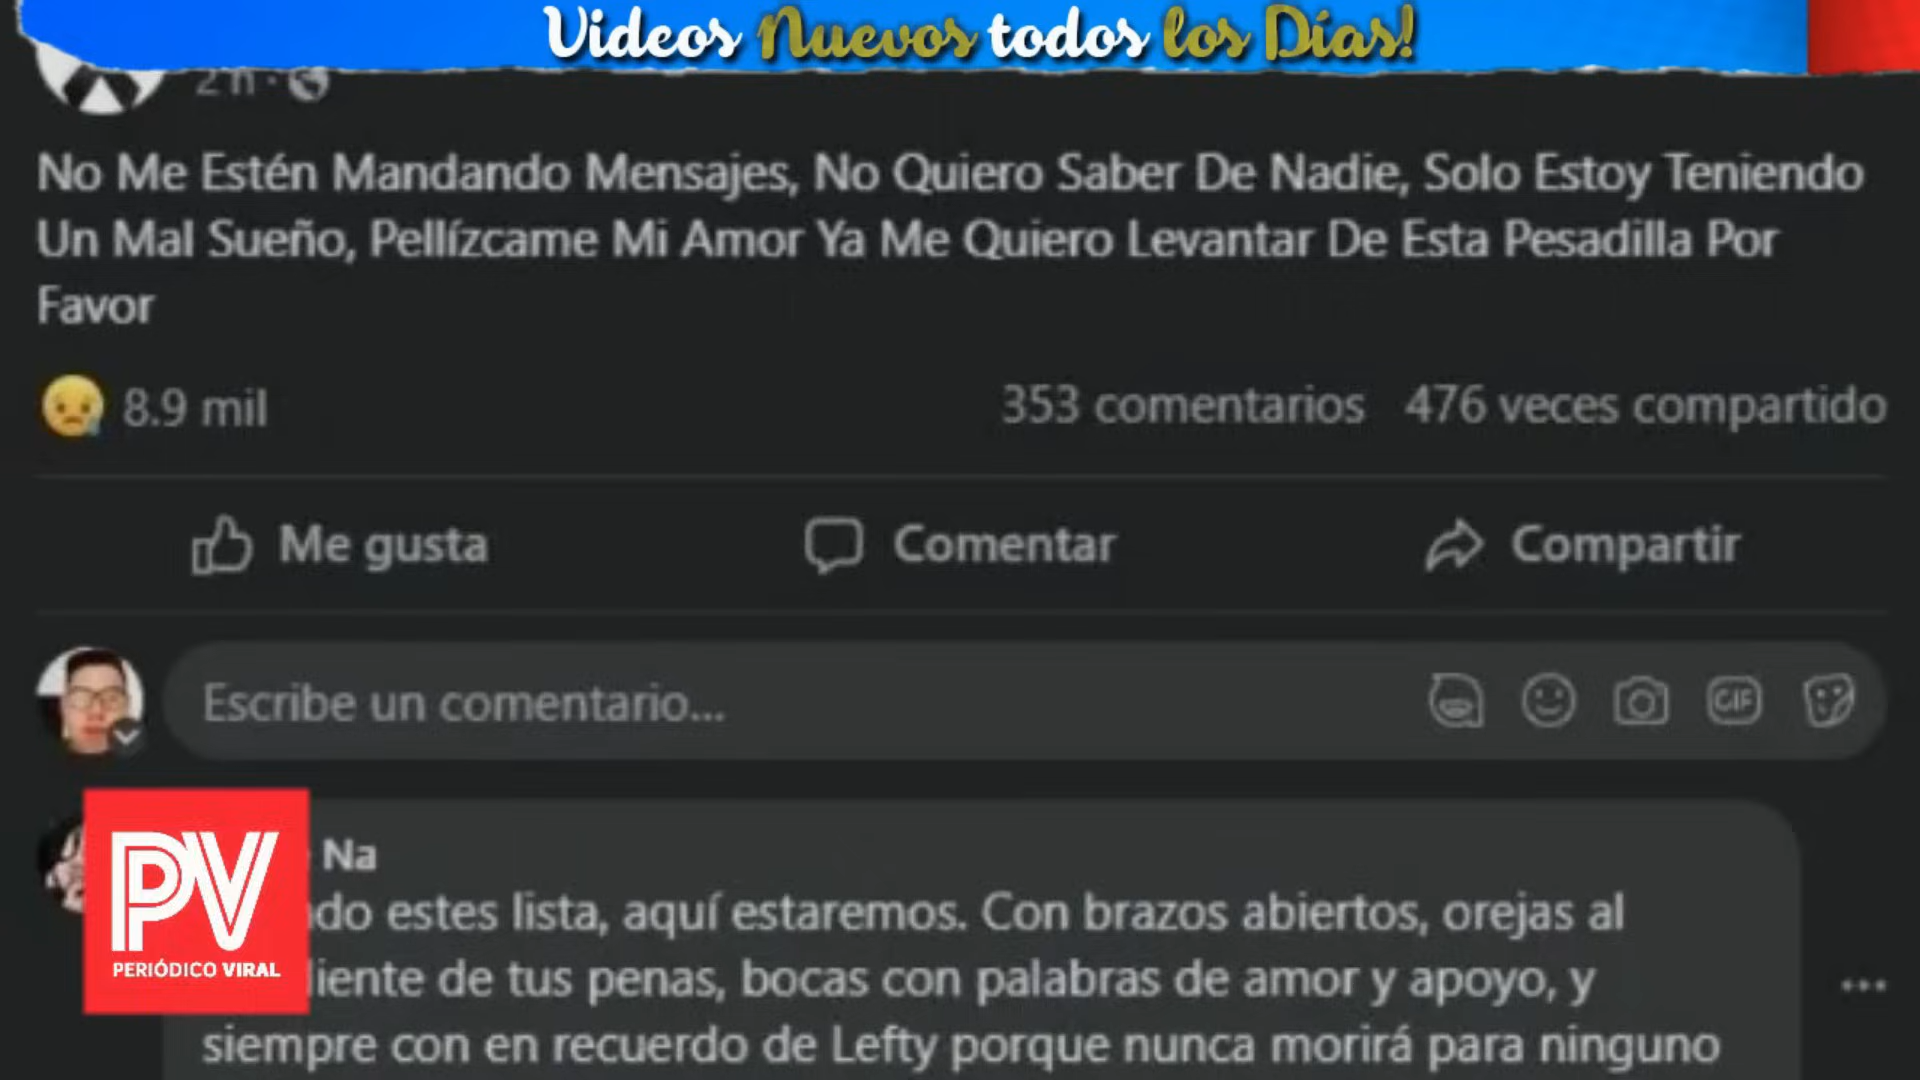 Videos Nuevos todos los Días!
2 h
No Me Estén Mandando Mensajes, No Quiero Saber De Nadie, Solo Estoy Teniendo
Un Mal Sueño, Pellízcame Mi Amor Ya Me Quiero Levantar De Esta Pesadilla Por
Favor
8.9 mil 353 comentarios 476 veces compartido
Me gusta Comentar Compartir
Escribe un comentario...
GIF
Na
estes lista, aquí estaremos. Con brazos abiertos, orejas al
de tus penas, bocas con palabras de amor y apoyo, y
siempre con en recuerdo de Lefty porque nunca morirá para ninguno
PV
PERIÓDICO VIRAL